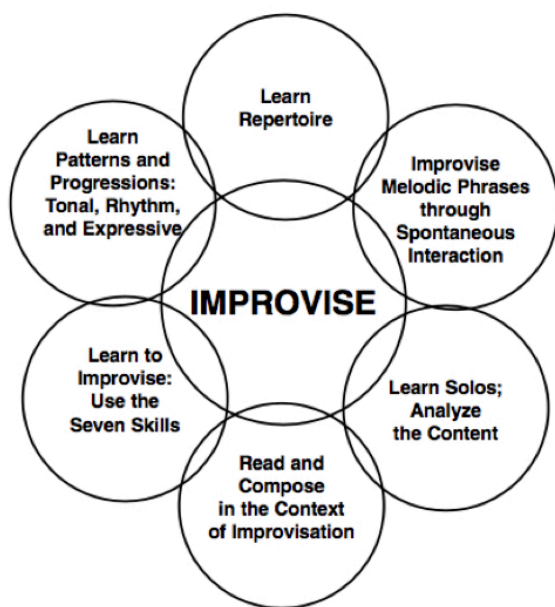 Learn
Repertoire
Improvise
Melodic Phrases
through
Spontaneous
Interaction
Learn Solos;
Analyze
the Content
Read and
Compose
in the Context
of Improvisation
Learn to
Improvise:
Use the
Seven Skills
Learn
Patterns and
Progressions:
Tonal, Rhythm,
and Expressive
IMPROVISE